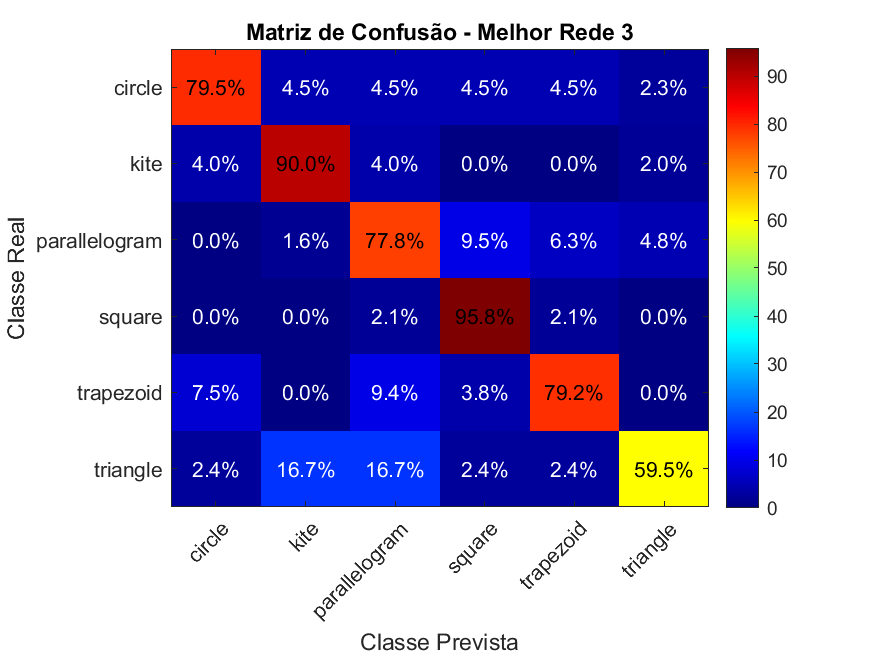 Matriz de Confusão - Melhor Rede 3
Classe Real
circle 79.5% 4.5% 4.5% 4.5% 4.5% 2.3%
kite 4.0% 90.0% 4.0% 0.0% 0.0% 2.0%
parallelogram 0.0% 1.6% 77.8% 9.5% 6.3% 4.8%
square 0.0% 0.0% 2.1% 95.8% 2.1% 0.0%
trapezoid 7.5% 0.0% 9.4% 3.8% 79.2% 0.0%
triangle 2.4% 16.7% 16.7% 2.4% 2.4% 59.5%
circle kite parallelogram square trapezoid triangle
Classe Prevista
90
80
70
60
50
40
30
20
10
0